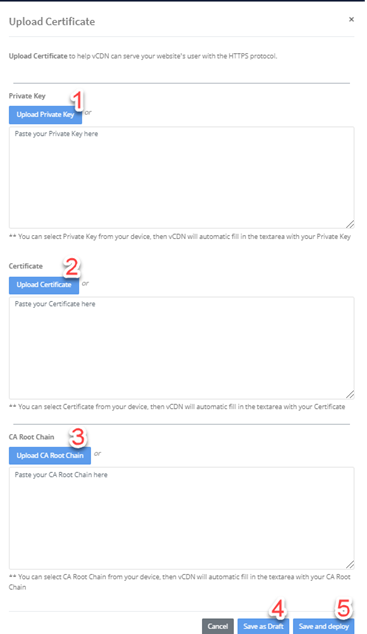 Upload Certificate ×
Upload Certificate to help vCDN can serve your website's user with the HTTPS protocol.
Private Key
1
Upload Private Key or
Paste your Private Key here
** You can select Private Key from your device, then vCDN will automatic fill in the textarea with your Private Key
2
Certificate
Upload Certificate or
Paste your Certificate here
** You can select Certificate from your device, then vCDN will automatic fill in the textarea with your Certificate
CA Root Chain 3
Upload CA Root Chain or
Paste your CA Root Chain here
** You can select CA Root Chain from your device, then vCDN will automatic fill in the textarea with your CA Root
Chain
4 5
Cancel Save as Draft Save and deploy